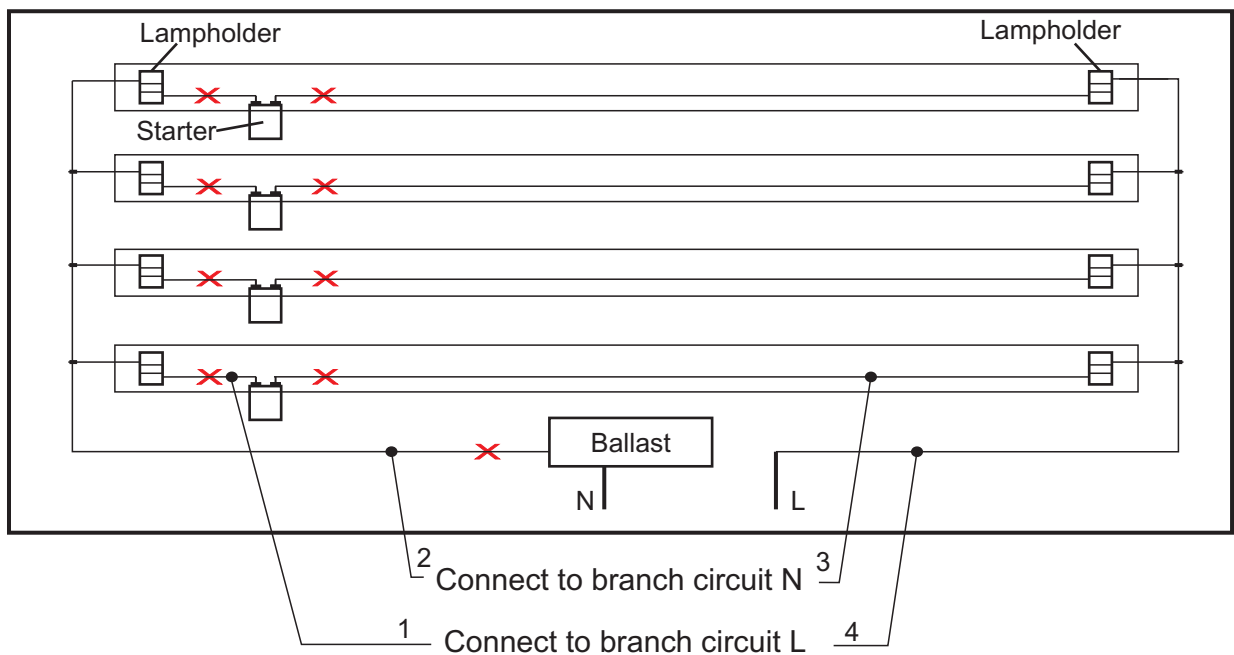 Lampholder
Lampholder
Starter
Ballast
N
L
2 Connect to branch circuit N 3
1 Connect to branch circuit L 4